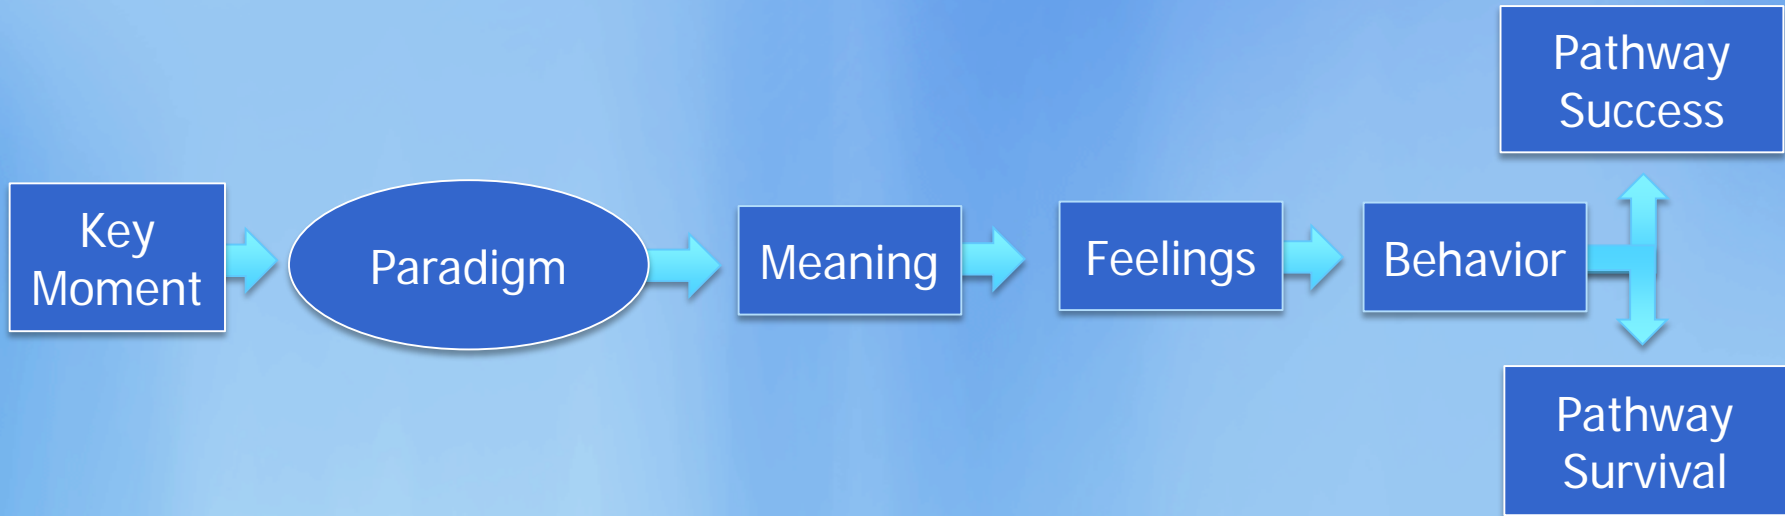 Key
Moment
Paradigm
Meaning
Feelings
Behavior
Pathway
Success
Pathway
Survival